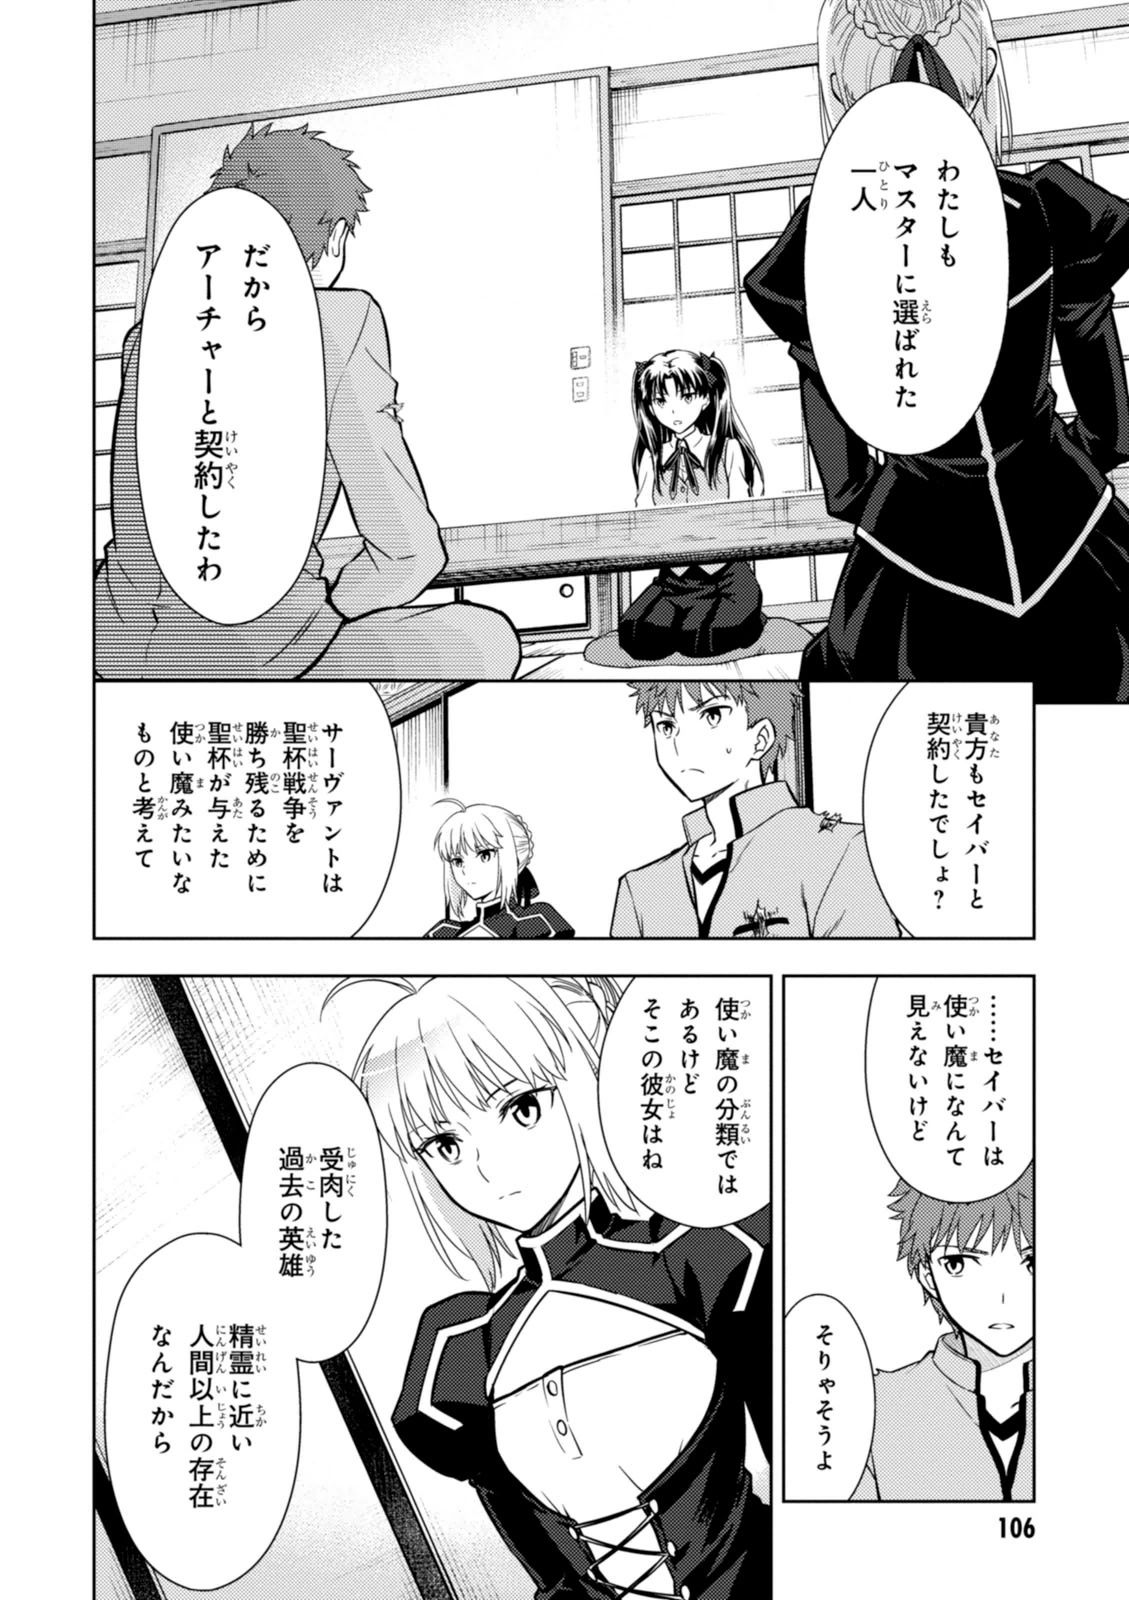 わたしも
マスターに選ばれた
一人
だから
アーチャーと契約したわ
貴方もセイバーと
契約したでしょ？
サーヴァントは
聖杯戦争を
勝ち残るために
聖杯が与えた
使い魔みたいな
ものと考えて
……セイバーは
使い魔になんて
見えないけど
そりゃそうよ
使い魔の分類では
あるけど
そこの彼女はね
受肉した
過去の英雄
精霊に近い
人間以上の存在
なんだから
106